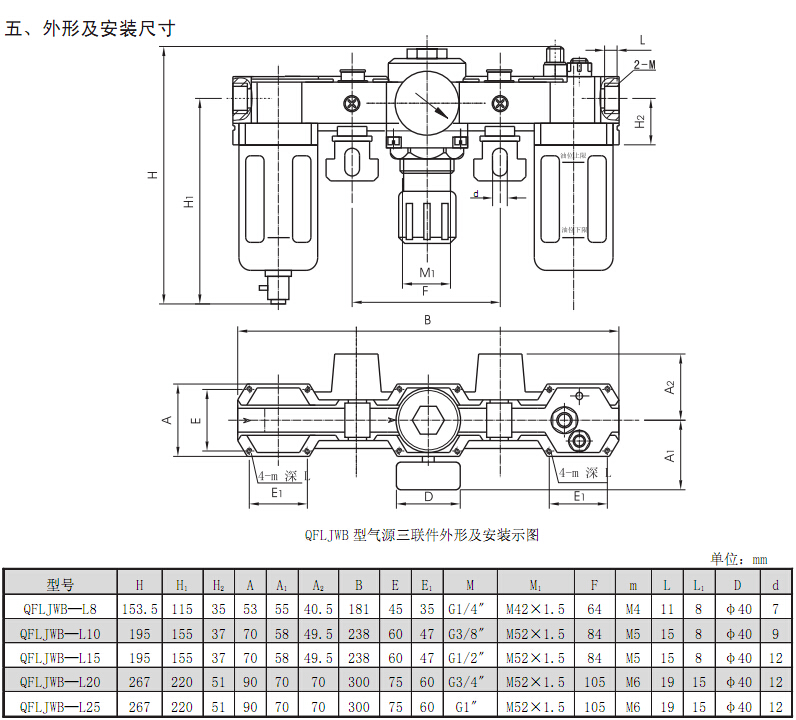 五、外形及安装尺寸
L
2-M
H
H₁
H₂
油位上限
d
油位下限
M₁
F
B
A
E
A₂
A₁
4-m 深 L
E₁
D
4-m 深 L
E₁
QFLJWB 型气源三联件外形及安装示图
单位: mm
型号 H H₁ H₂ A A₁ A₂ B E E₁ M M₁ F m L L₁ D d
QFLJWB—L8 153.5 115 35 53 55 40.5 181 45 35 G1/4″ M42×1.5 64 M4 11 8 φ40 7
QFLJWB—L10 195 155 37 70 58 49.5 238 60 47 G3/8″ M52×1.5 84 M5 15 8 φ40 9
QFLJWB—L15 195 155 37 70 58 49.5 238 60 47 G1/2″ M52×1.5 84 M5 15 8 φ40 12
QFLJWB—L20 267 220 51 90 70 70 300 75 60 G3/4″ M52×1.5 105 M6 19 15 φ40 12
QFLJWB—L25 267 220 51 90 70 70 300 75 60 G1″ M52×1.5 105 M6 19 15 φ40 12